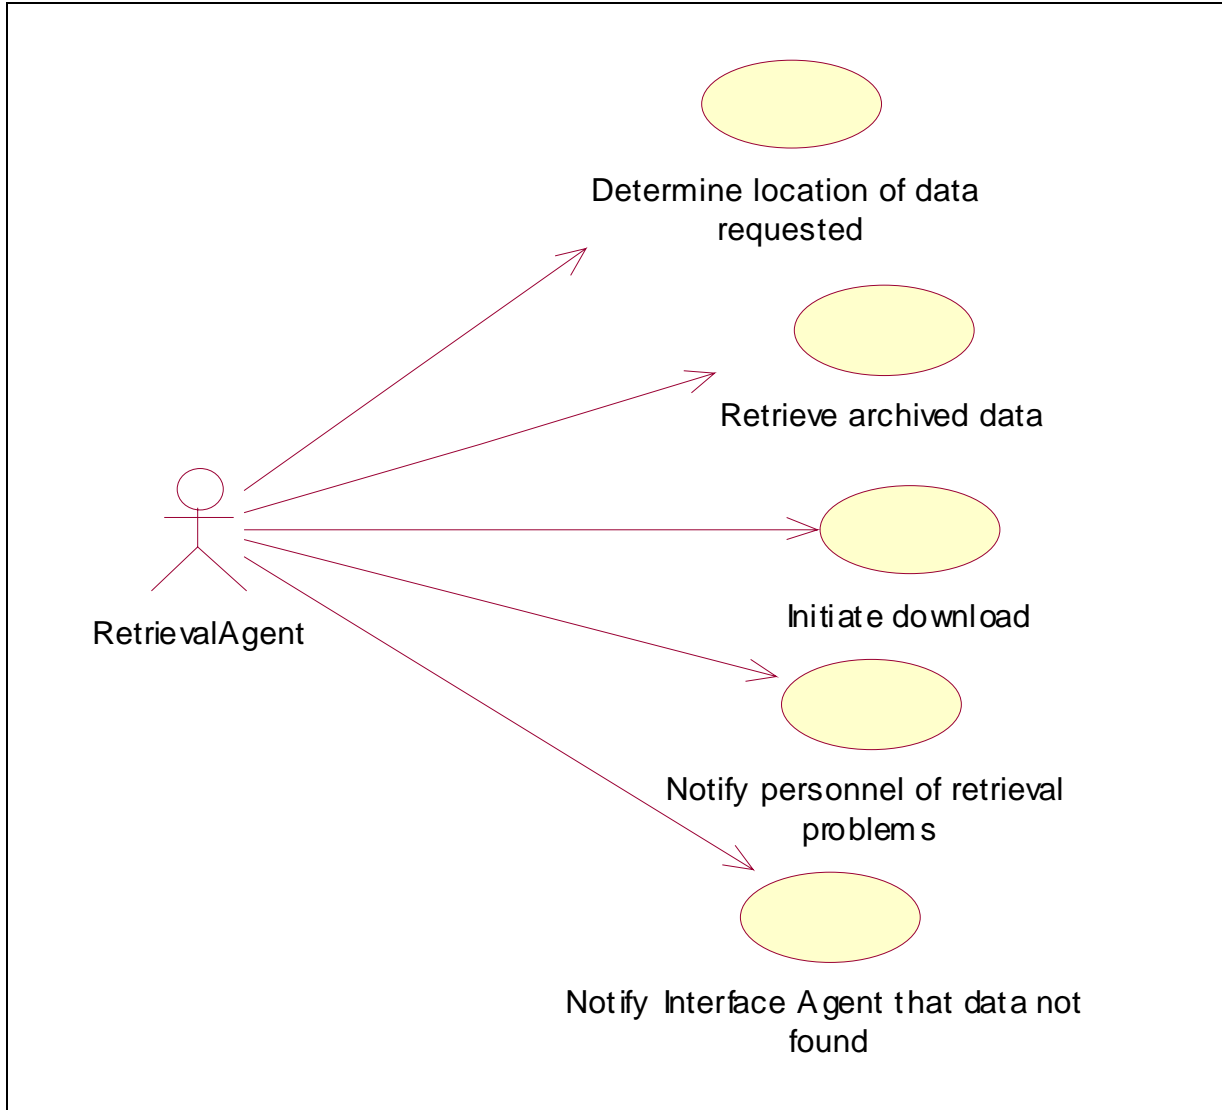 Determine location of data
requested
Retrieve archived data
Initiate download
RetrievalAgent
Notify personnel of retrieval
problems
Notify Interface Agent that data not
found